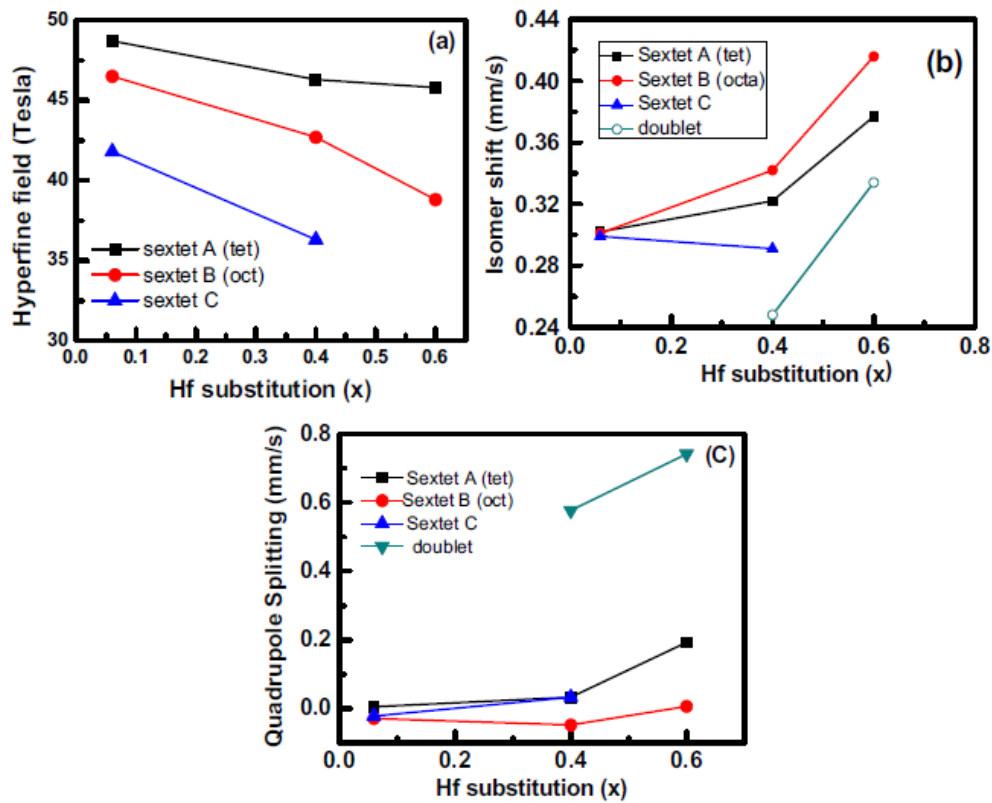 (a)
Hyperfine field (Tesla)
50
45
40
35
30
sextet A (tet)
sextet B (oct)
sextet C
0.0 0.1 0.2 0.3 0.4 0.5 0.6
Hf substitution (x)
(b)
Isomer shift (mm/s)
0.44
0.40
0.36
0.32
0.28
0.24
Sextet A (tet)
Sextet B (octa)
Sextet C
doublet
0.0 0.2 0.4 0.6 0.8
Hf substitution (x)
(C)
Quadrupole Splitting (mm/s)
0.8
0.6
0.4
0.2
0.0
Sextet A (tet)
Sextet B (oct)
Sextet C
doublet
0.0 0.2 0.4 0.6
Hf substitution (x)